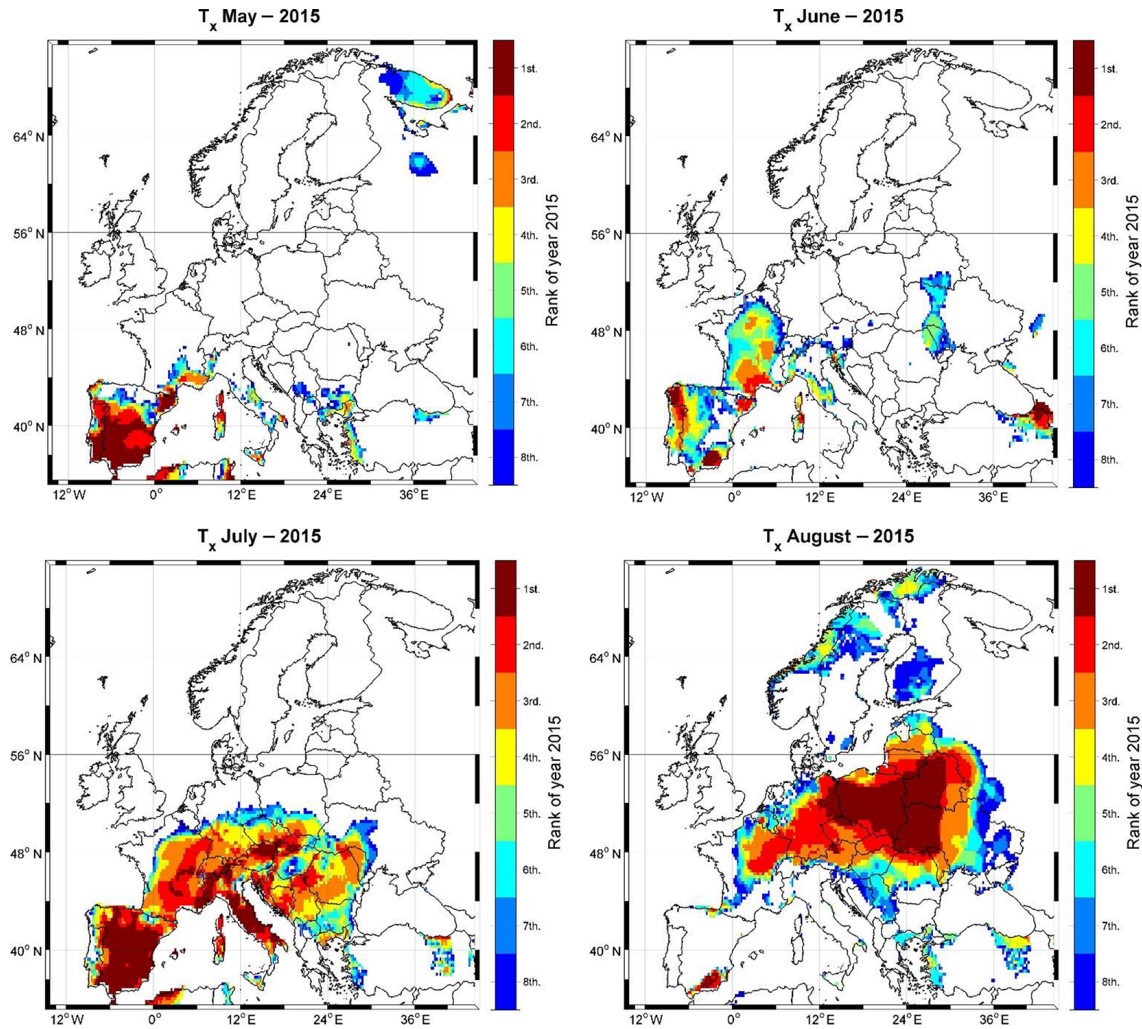 Tx May – 2015
64° N
56° N
48° N
40° N
12° W
0°
12° E
24° E
36° E
1st.
2nd.
3rd.
4th.
5th.
6th.
7th.
8th.
Rank of year 2015
Tx June – 2015
64° N
56° N
48° N
40° N
12° W
0°
12° E
24° E
36° E
1st.
2nd.
3rd.
4th.
5th.
6th.
7th.
8th.
Rank of year 2015
Tx July – 2015
64° N
56° N
48° N
40° N
12° W
0°
12° E
24° E
36° E
1st.
2nd.
3rd.
4th.
5th.
6th.
7th.
8th.
Rank of year 2015
Tx August – 2015
64° N
56° N
48° N
40° N
12° W
0°
12° E
24° E
36° E
1st.
2nd.
3rd.
4th.
5th.
6th.
7th.
8th.
Rank of year 2015